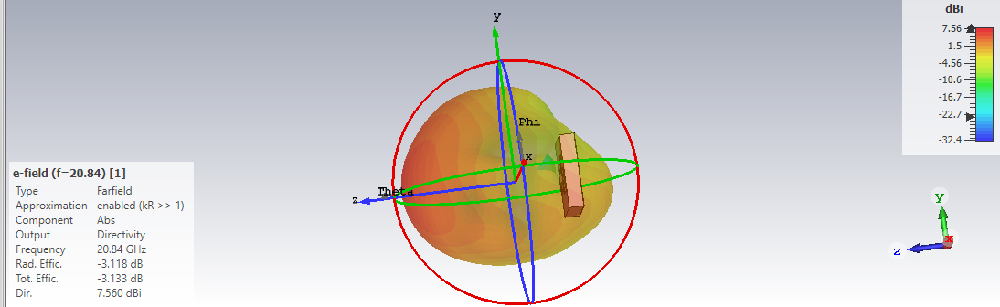 dBi
7.56
1.5
-4.56
-10.6
-16.7
-22.7
-32.4
y
Phi
x
Theta
z
e-field (f=20.84) [1]
Type Farfield
Approximation enabled (kR >> 1)
Component Abs
Output Directivity
Frequency 20.84 GHz
Rad. Effic. -3.118 dB
Tot. Effic. -3.133 dB
Dir. 7.560 dBi
y
x
z